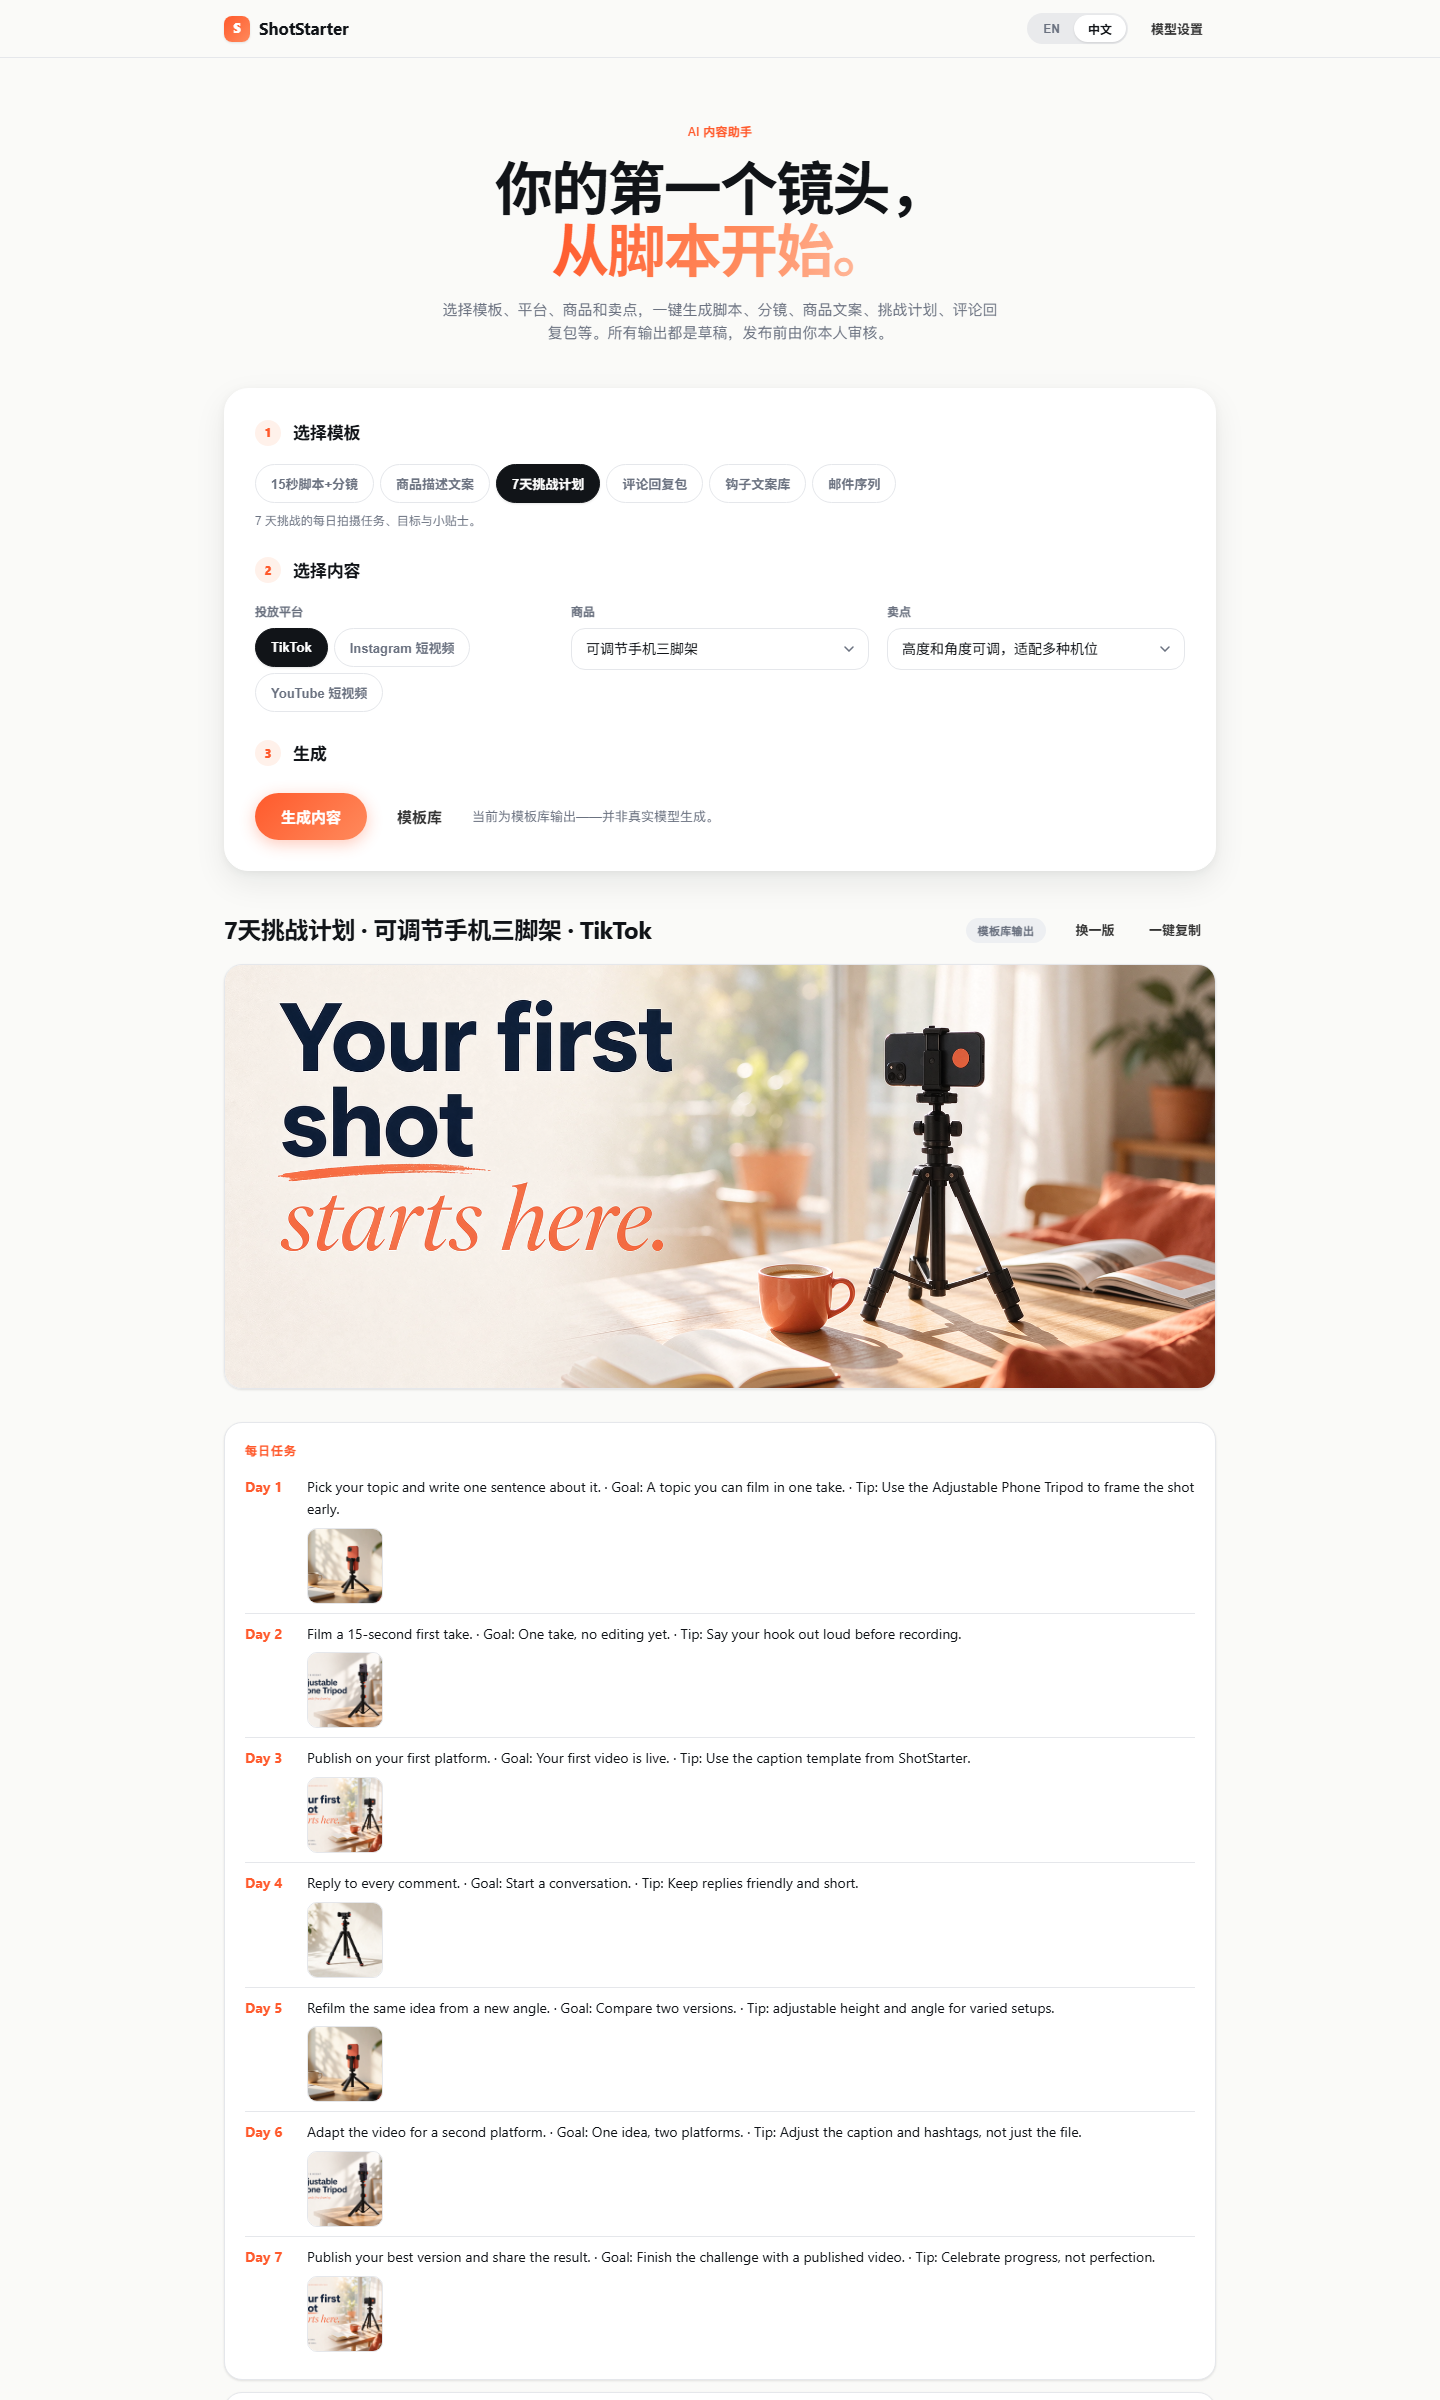 S ShotStarter
EN 中文 模型设置
AI 内容助手
你的第一个镜头，
从脚本开始。
选择模板、平台、商品和卖点，一键生成脚本、分镜、商品文案、挑战计划、评论回
复包等。所有输出都是草稿，发布前由你本人审核。
1 选择模板
15秒脚本+分镜 商品描述文案 7天挑战计划 评论回复包 钩子文案库 邮件序列
7 天挑战的每日拍摄任务、目标与小贴士。
2 选择内容
投放平台 商品 卖点
TikTok Instagram 短视频 可调节手机三脚架 高度和角度可调，适配多种机位
YouTube 短视频
3 生成
生成内容 模板库 当前为模板库输出——并非真实模型生成。
7天挑战计划 · 可调节手机三脚架 · TikTok 模板库输出 换一版 一键复制
Your first
shot
starts here.
每日任务
Day 1 Pick your topic and write one sentence about it. · Goal: A topic you can film in one take. · Tip: Use the Adjustable Phone Tripod to frame the shot
early.
Day 2 Film a 15-second first take. · Goal: One take, no editing yet. · Tip: Say your hook out loud before recording.
justable
one Tripod
Day 3 Publish on your first platform. · Goal: Your first video is live. · Tip: Use the caption template from ShotStarter.
ur first
ot
rts here.
Day 4 Reply to every comment. · Goal: Start a conversation. · Tip: Keep replies friendly and short.
Day 5 Refilm the same idea from a new angle. · Goal: Compare two versions. · Tip: adjustable height and angle for varied setups.
Day 6 Adapt the video for a second platform. · Goal: One idea, two platforms. · Tip: Adjust the caption and hashtags, not just the file.
justable
one Tripod
Day 7 Publish your best version and share the result. · Goal: Finish the challenge with a published video. · Tip: Celebrate progress, not perfection.
ur first
ot
rts here.